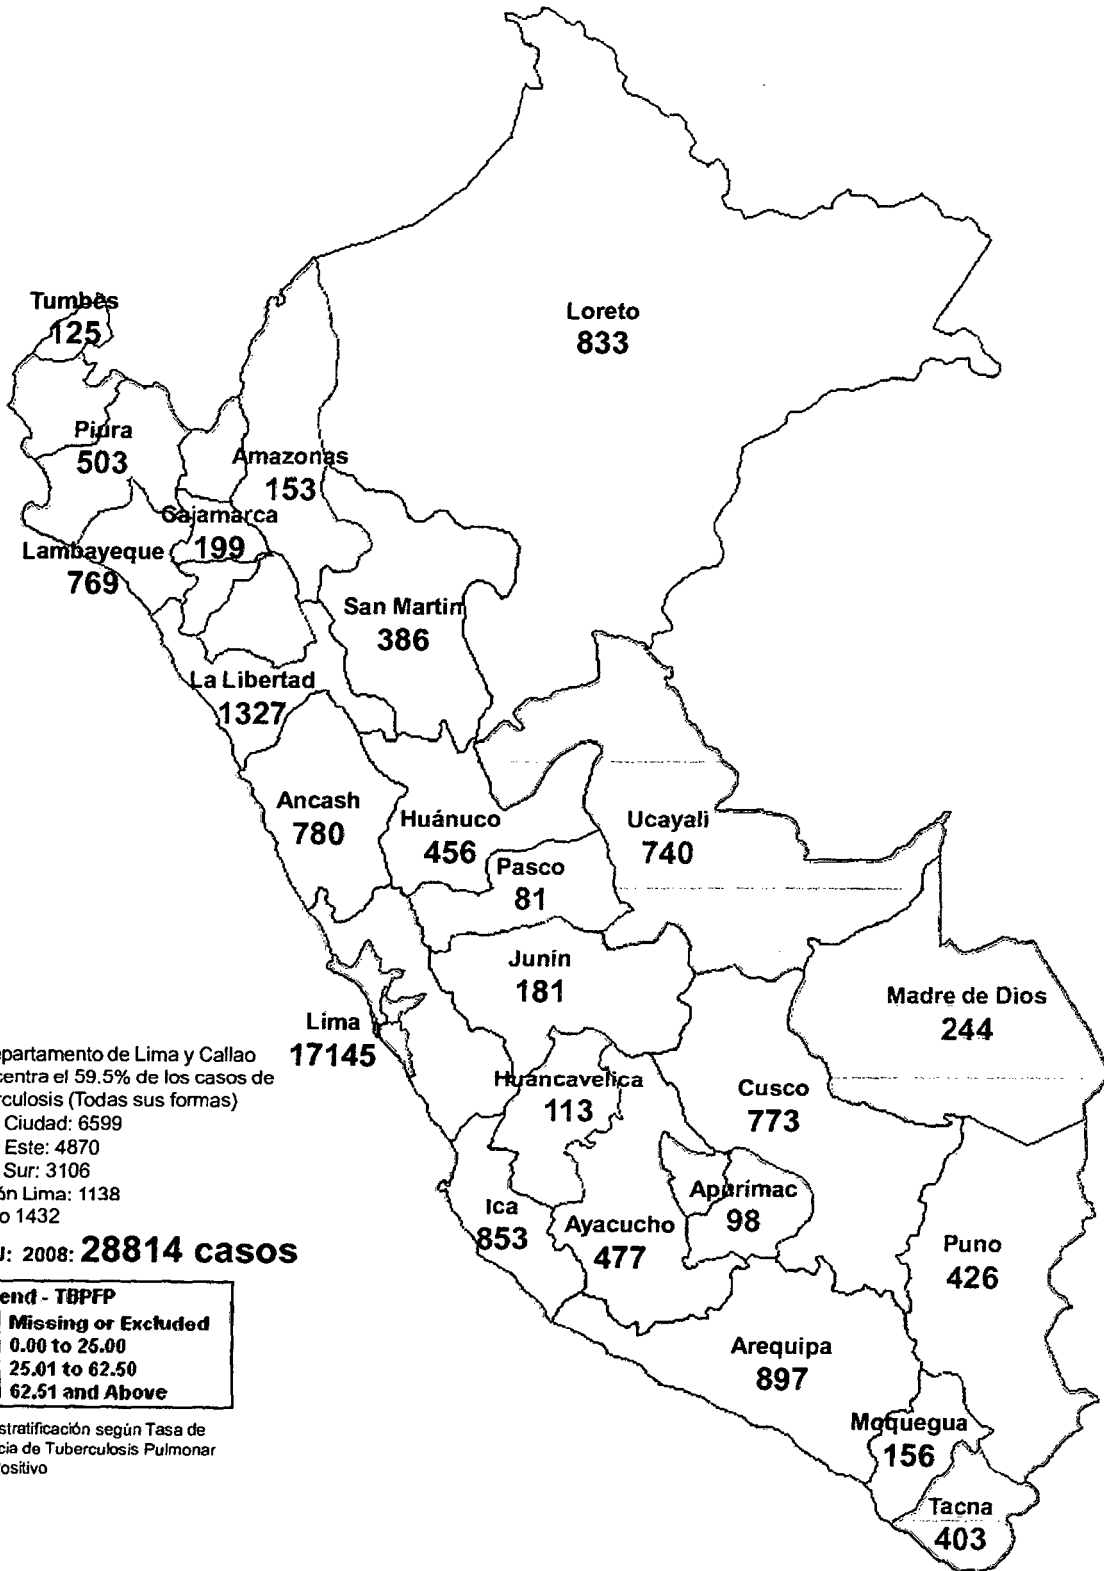 Tumbes
125
Loreto
833
Piura
503
Amazonas
153
Cajamarca
199
Lambayeque
769
San Martin
386
La Libertad
1327
Ancash
780
Huánuco
456
Ucayali
740
Pasco
81
Junín
181
Madre de Dios
244
Lima
17145
Huancavelica
113
Cusco
773
Ica
853
Ayacucho
477
Apurímac
98
Puno
426
Arequipa
897
Moquegua
156
Tacna
403
epartamento de Lima y Callao
centra el 59.5% de los casos de
rculosis (Todas sus formas)
Ciudad: 6599
Este: 4870
Sur: 3106
ón Lima: 1138
o 1432
: 2008: 28814 casos
end - TBPFP
Missing or Excluded
0.00 to 25.00
25.01 to 62.50
62.51 and Above
stratificación según Tasa de
cia de Tuberculosis Pulmonar
ositivo